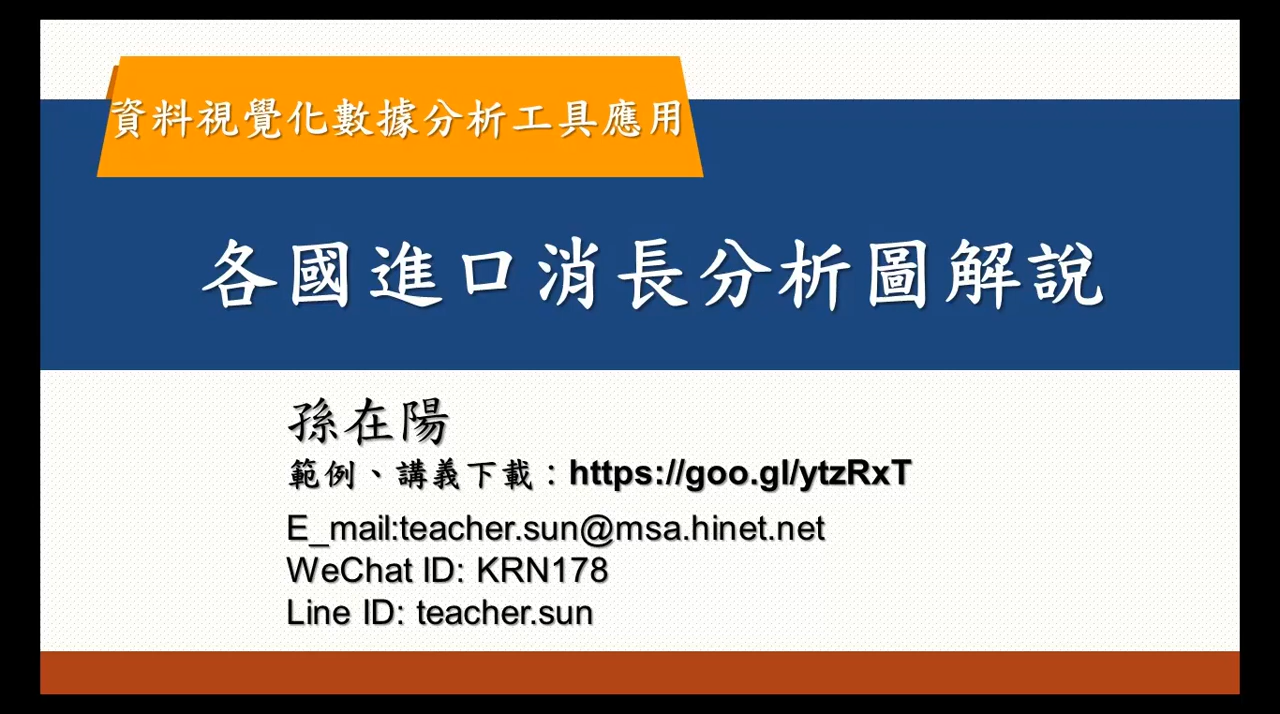 資料視覺化數據分析工具應用
各國進口消長分析圖解說
孫在陽
範例、講義下載：https://goo.gl/ytzRxT
E_mail:teacher.sun@msa.hinet.net
WeChat ID: KRN178
Line ID: teacher.sun